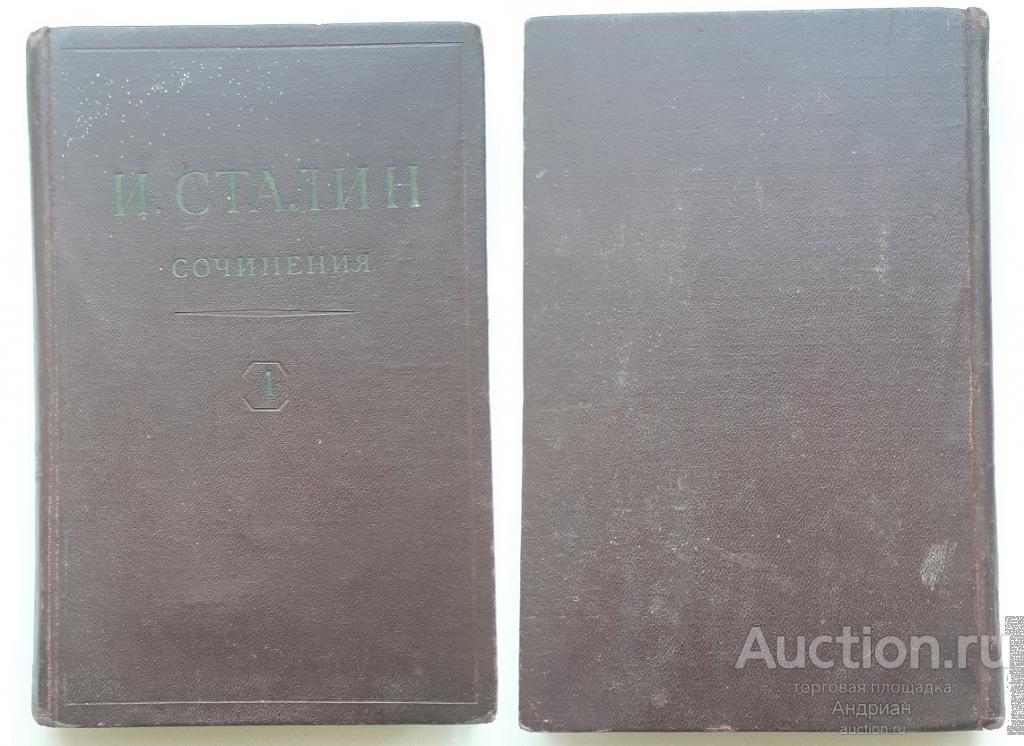 И. СТАЛИН
СОЧИНЕНИЯ
1
Auction.ru
торговая площадка
Андриан
auction.ru